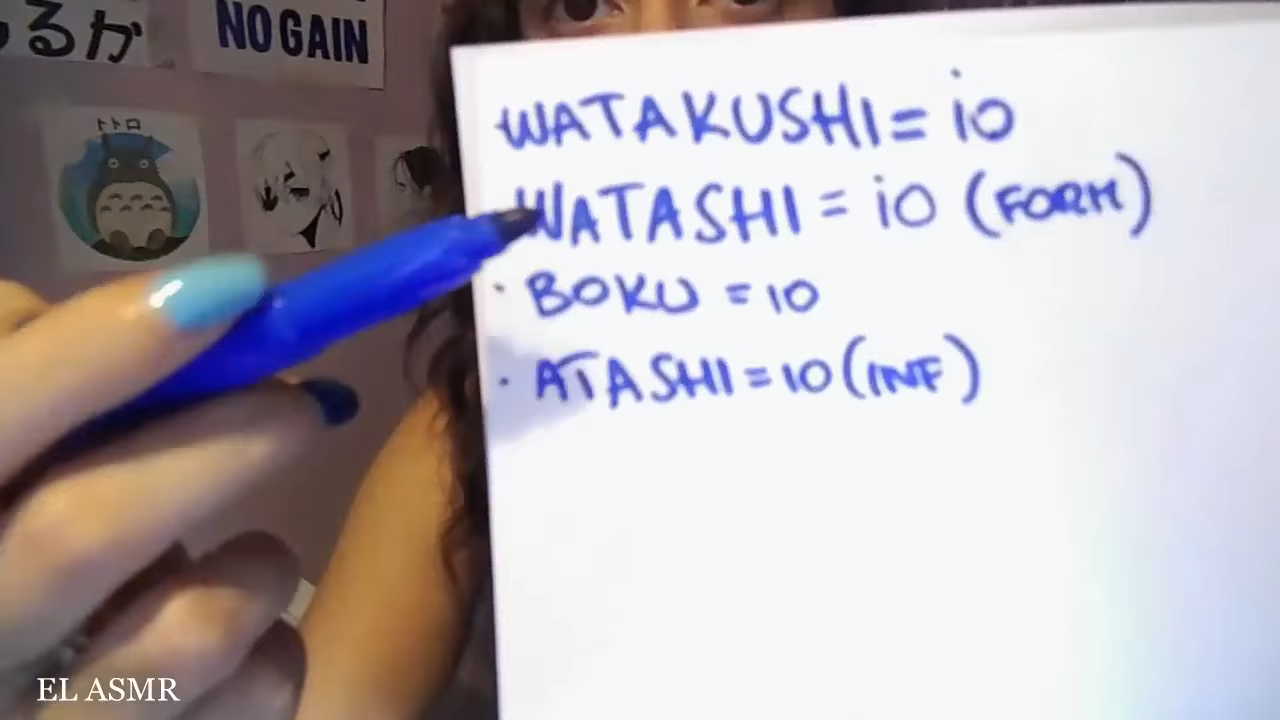 るか
NO GAIN
トトロ
WATAKUSHI = io
WATASHI = io (FORM)
· BOKU = io
· ATASHI = io (INF)
EL ASMR